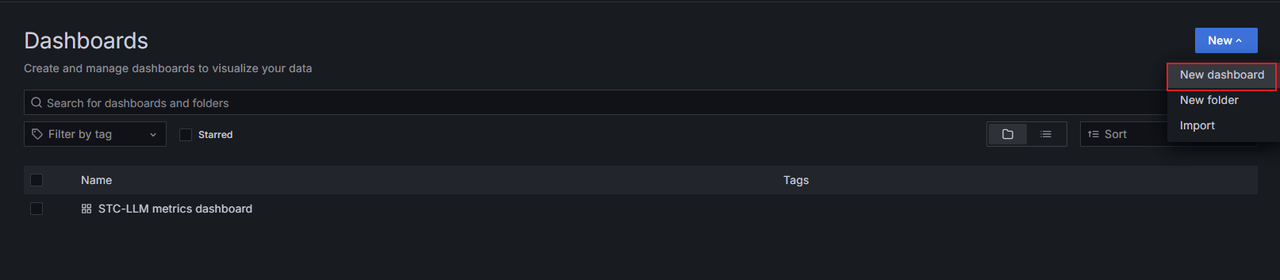 Dashboards
New
Create and manage dashboards to visualize your data
New dashboard
Search for dashboards and folders
New folder
Import
Filter by tag
Starred
Sort
Name Tags
STC-LLM metrics dashboard